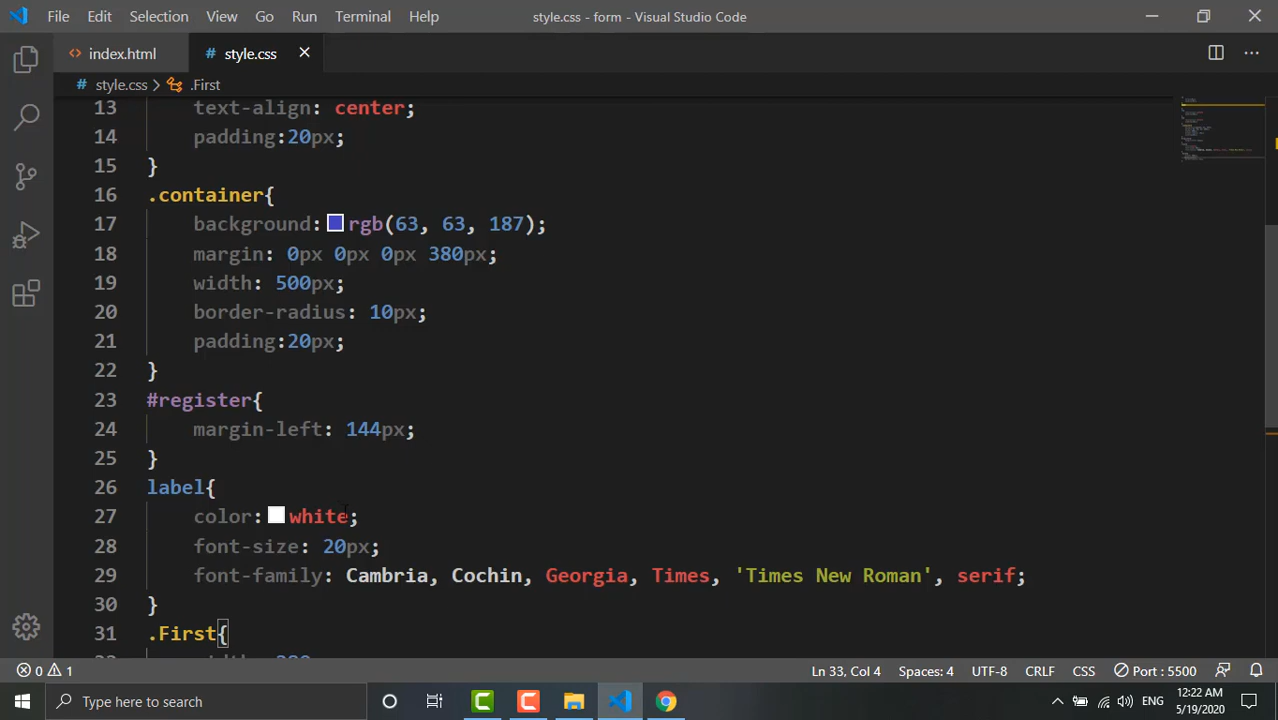 File Edit Selection View Go Run Terminal Help style.css - form - Visual Studio Code
<> index.html # style.css ×
# style.css > .First
13 text-align: center;
14 padding:20px;
15 }
16 .container{
17 background: rgb(63, 63, 187);
18 margin: 0px 0px 0px 380px;
19 width: 500px;
20 border-radius: 10px;
21 padding:20px;
22 }
23 #register{
24 margin-left: 144px;
25 }
26 label{
27 color: white;
28 font-size: 20px;
29 font-family: Cambria, Cochin, Georgia, Times, 'Times New Roman', serif;
30 }
31 .First{
0 1 Ln 33, Col 4 Spaces: 4 UTF-8 CRLF CSS Port : 5500
Type here to search ENG 12:22 AM 5/19/2020